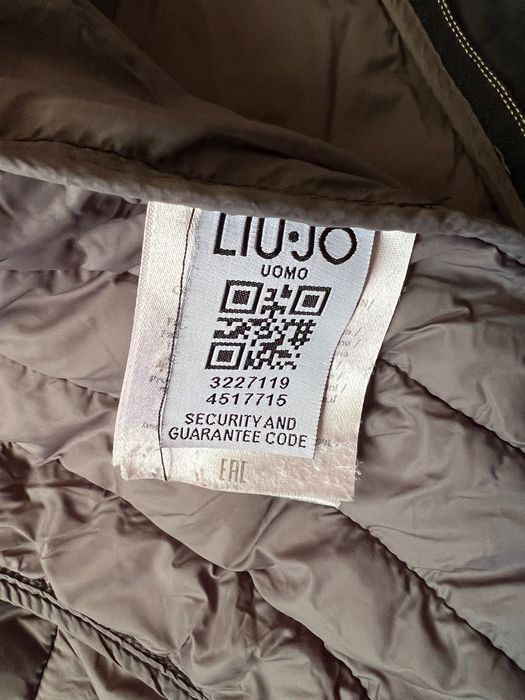 LIU·JO
UOMO
3227119
4517715
SECURITY AND
GUARANTEE CODE
EAC